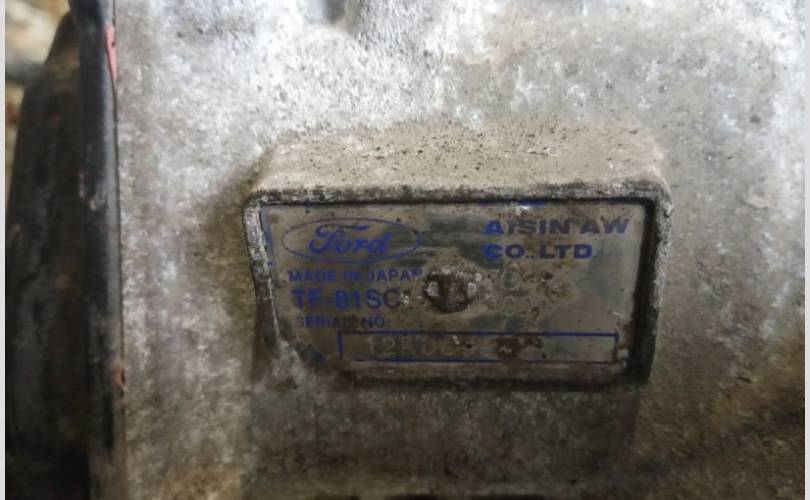 Ford
AISIN AW
CO.,LTD.
MADE IN JAPAN
TF-81SC
SERIAL NO.